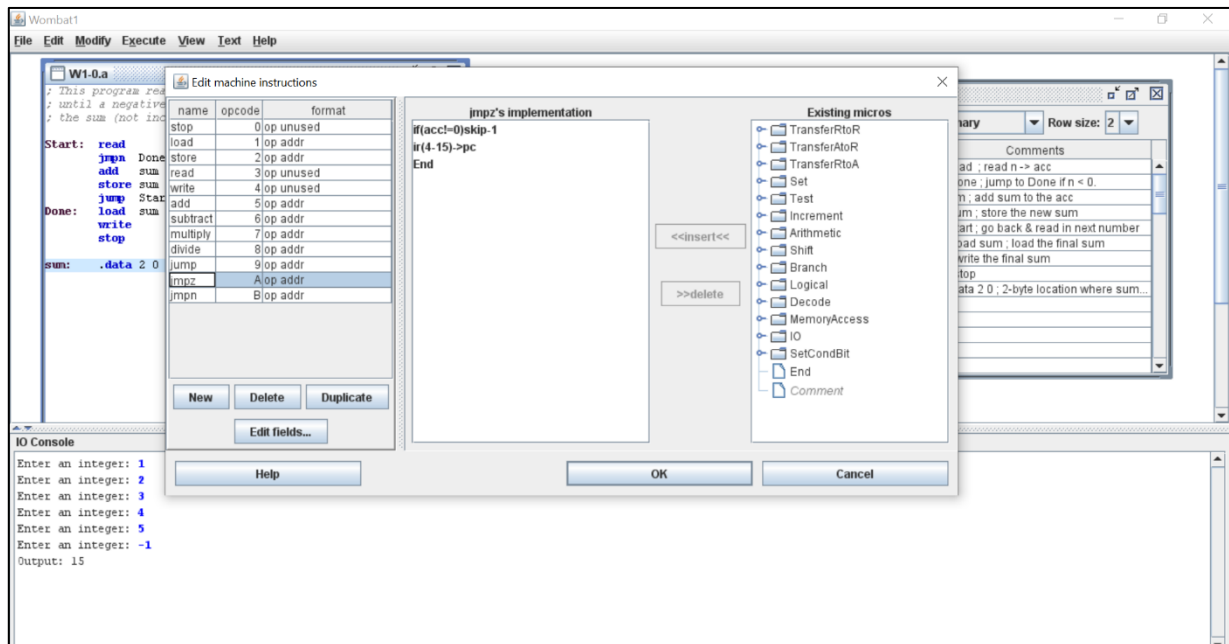 Wombat1
File Edit Modify Execute View Text Help
W1-0.a
; This program rea
; until a negative
; the sum (not inc
Start: read
jmpn Done
add sum
store sum
jump Star
Done: load sum
write
stop
sum: .data 2 0
Edit machine instructions
name opcode format
stop 0 op unused
load 1 op addr
store 2 op addr
read 3 op unused
write 4 op unused
add 5 op addr
subtract 6 op addr
multiply 7 op addr
divide 8 op addr
jump 9 op addr
jmpz A op addr
jmpn B op addr
New Delete Duplicate
Edit fields...
jmpz's implementation
if(acc!=0)skip-1
ir(4-15)->pc
End
<<insert<<
>>delete
Existing micros
TransferRtoR
TransferAtoR
TransferRtoA
Set
Test
Increment
Arithmetic
Shift
Branch
Logical
Decode
MemoryAccess
IO
SetCondBit
End
Comment
Help OK Cancel
nary Row size: 2
Comments
ad ; read n -> acc
one ; jump to Done if n < 0.
m ; add sum to the acc
um ; store the new sum
tart ; go back & read in next number
oad sum ; load the final sum
write the final sum
top
ata 2 0 ; 2-byte location where sum...
IO Console
Enter an integer: 1
Enter an integer: 2
Enter an integer: 3
Enter an integer: 4
Enter an integer: 5
Enter an integer: -1
Output: 15